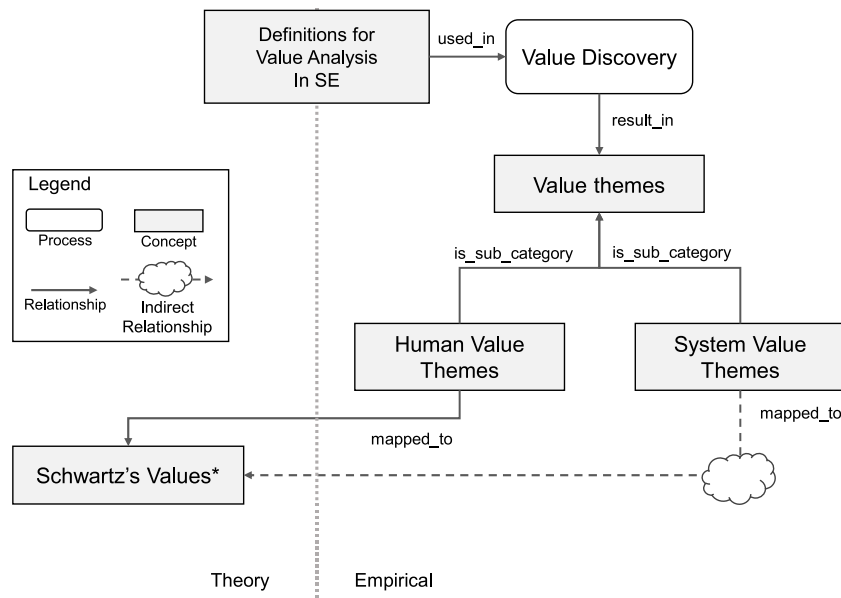 Definitions for
Value Analysis
In SE
used_in
Value Discovery
result_in
Value themes
is_sub_category
is_sub_category
Legend
Process
Concept
Relationship
Indirect
Relationship
Human Value
Themes
System Value
Themes
mapped_to
mapped_to
Schwartz's Values*
Theory
Empirical